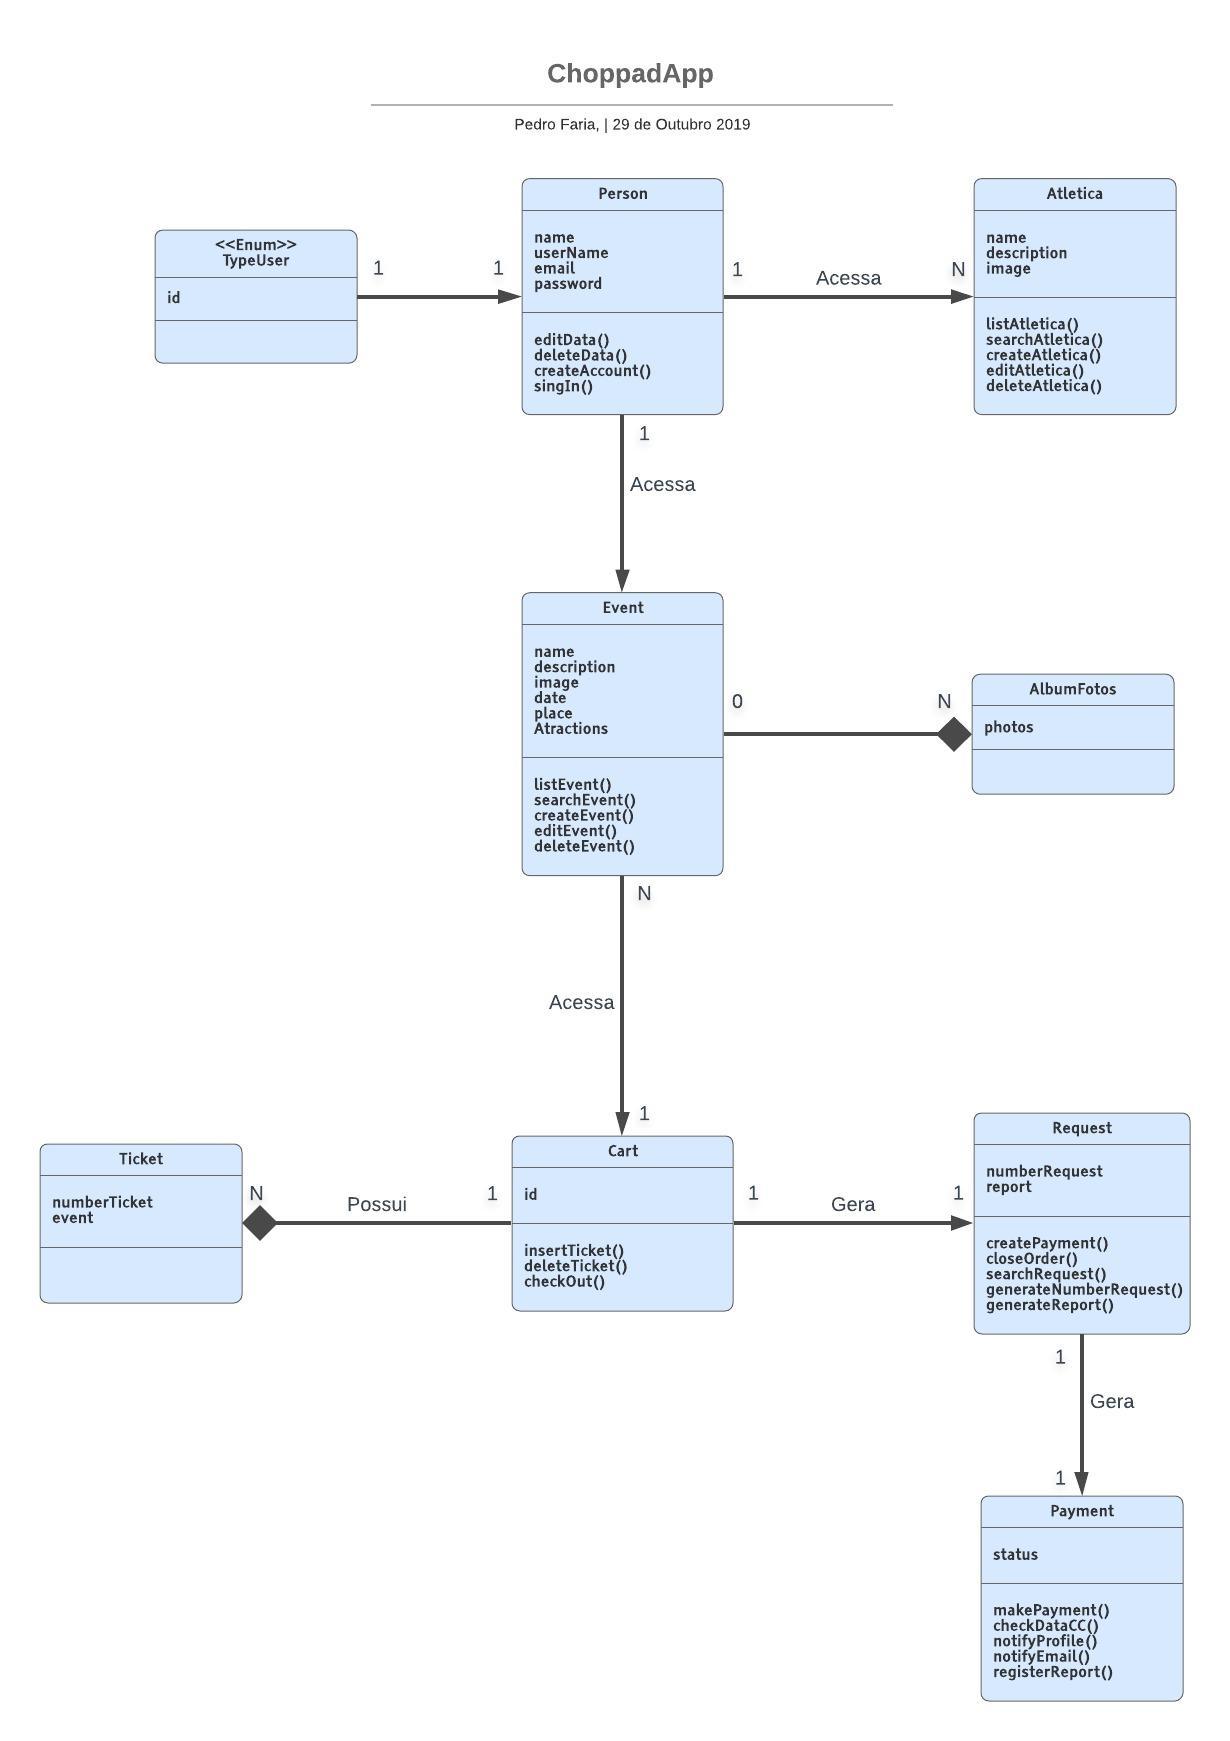 ChoppadApp
Pedro Faria, | 29 de Outubro 2019
<<Enum>>
TypeUser
id
1
1
Person
name
userName
email
password
editData()
deleteData()
createAccount()
singIn()
1
Acessa
N
Atletica
name
description
image
listAtletica()
searchAtletica()
createAtletica()
editAtletica()
deleteAtletica()
1
Acessa
Event
name
description
image
date
place
Atractions
listEvent()
searchEvent()
createEvent()
editEvent()
deleteEvent()
0
N
AlbumFotos
photos
N
Acessa
1
Ticket
numberTicket
event
N
Possui
1
Cart
id
insertTicket()
deleteTicket()
checkOut()
1
Gera
1
Request
numberRequest
report
createPayment()
closeOrder()
searchRequest()
generateNumberRequest()
generateReport()
1
Gera
1
Payment
status
makePayment()
checkDataCC()
notifyProfile()
notifyEmail()
registerReport()